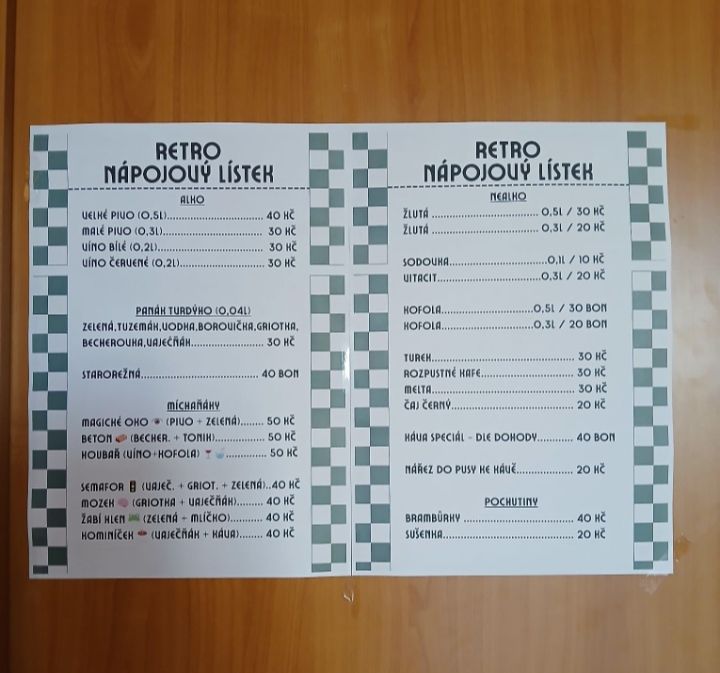 RETRO
NÁPOJOVÝ LÍSTEK
ALKO
VELKÉ PIVO (0,5L)............................ 40 KČ
MALÉ PIVO (0,3L)............................. 30 KČ
VÍNO BÍLÉ (0,2L)............................. 30 KČ
VÍNO ČERVENÉ (0,2L)......................... 30 KČ
PANÁK TVRDÝHO (0,04L)
ZELENÁ,TUZEMÁK,VODKA,BOROVIČKA,GRIOTKA,
BECHEROVKA,VAJEČŇÁK...................... 30 KČ
STAROREŽNÁ.................................. 40 BON
MÍCHAŇÁKY
MAGICKÉ OKO 👁 (PIVO + ZELENÁ)....... 50 KČ
BETON 🧱 (BECHER. + TONIK)............... 50 KČ
HOUBAŘ (VÍNO+KOFOLA) 🍷🥤............ 50 KČ
SEMAFOR 🚦 (VAJEČ. + GRIOT. + ZELENÁ)..40 KČ
MOZEK 🧠 (GRIOTKA + VAJEČŇÁK)......... 40 KČ
ŽABÍ HLEN 🐸 (ZELENÁ + MLÍČKO)......... 40 KČ
KOMINÍČEK ☕ (VAJEČŇÁK + KÁVA)........ 40 KČ
RETRO
NÁPOJOVÝ LÍSTEK
NEALKO
ŽLUTÁ ............................... 0,5L / 30 KČ
ŽLUTÁ ............................... 0,3L / 20 KČ
SODOVKA.............................0,1L / 10 KČ
VITACIT..............................0,3L / 20 KČ
KOFOLA...........................0,5L / 30 BON
KOFOLA...........................0,3L / 20 BON
TUREK......................................... 30 KČ
ROZPUSTNÉ KAFE........................... 30 KČ
MELTA......................................... 30 KČ
ČAJ ČERNÝ.................................... 20 KČ
KÁVA SPECIÁL - DLE DOHODY.......... 40 BON
NÁŘEZ DO PUSY KE KÁVĚ................ 20 KČ
POCHUTINY
BRAMBŮRKY ................................ 40 KČ
SUŠENKA...................................... 20 KČ